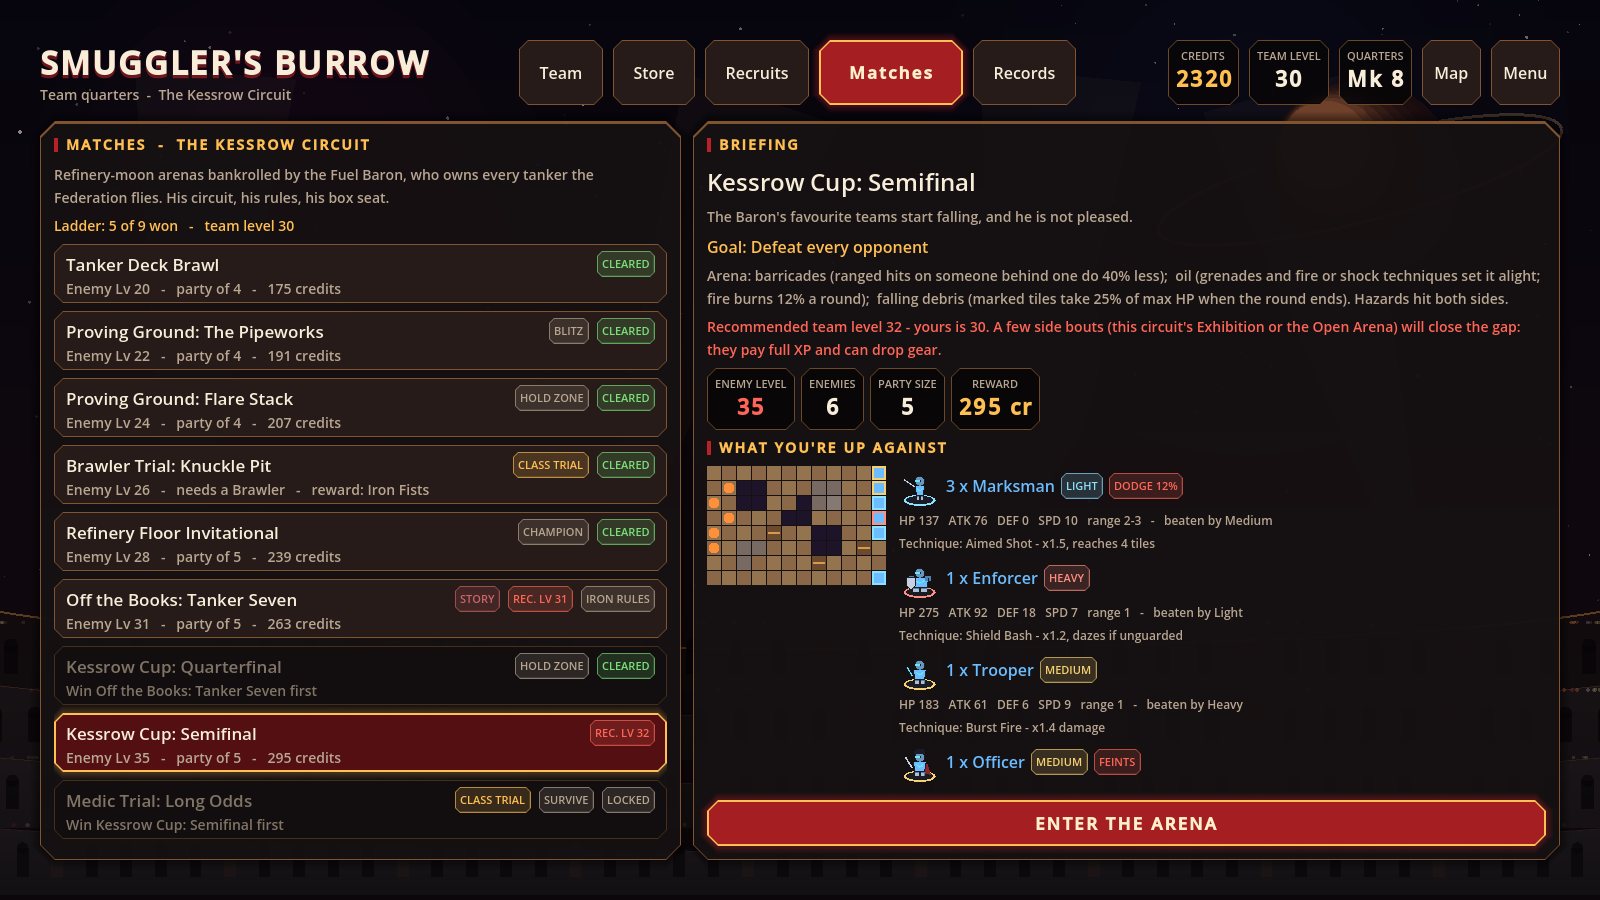 SMUGGLER'S BURROW
Team quarters - The Kessrow Circuit
Team
Store
Recruits
Matches
Records
CREDITS
2320
TEAM LEVEL
30
QUARTERS
Mk 8
Map
Menu
MATCHES - THE KESSROW CIRCUIT
Refinery-moon arenas bankrolled by the Fuel Baron, who owns every tanker the
Federation flies. His circuit, his rules, his box seat.
Ladder: 5 of 9 won - team level 30
Tanker Deck Brawl
CLEARED
Enemy Lv 20 - party of 4 - 175 credits
Proving Ground: The Pipeworks
BLITZ
CLEARED
Enemy Lv 22 - party of 4 - 191 credits
Proving Ground: Flare Stack
HOLD ZONE
CLEARED
Enemy Lv 24 - party of 4 - 207 credits
Brawler Trial: Knuckle Pit
CLASS TRIAL
CLEARED
Enemy Lv 26 - needs a Brawler - reward: Iron Fists
Refinery Floor Invitational
CHAMPION
CLEARED
Enemy Lv 28 - party of 5 - 239 credits
Off the Books: Tanker Seven
STORY
REC. LV 31
IRON RULES
Enemy Lv 31 - party of 5 - 263 credits
Kessrow Cup: Quarterfinal
HOLD ZONE
CLEARED
Win Off the Books: Tanker Seven first
Kessrow Cup: Semifinal
REC. LV 32
Enemy Lv 35 - party of 5 - 295 credits
Medic Trial: Long Odds
CLASS TRIAL
SURVIVE
LOCKED
Win Kessrow Cup: Semifinal first
BRIEFING
Kessrow Cup: Semifinal
The Baron's favourite teams start falling, and he is not pleased.
Goal: Defeat every opponent
Arena: barricades (ranged hits on someone behind one do 40% less); oil (grenades and fire or shock techniques set it alight;
fire burns 12% a round); falling debris (marked tiles take 25% of max HP when the round ends). Hazards hit both sides.
Recommended team level 32 - yours is 30. A few side bouts (this circuit's Exhibition or the Open Arena) will close the gap:
they pay full XP and can drop gear.
ENEMY LEVEL
35
ENEMIES
6
PARTY SIZE
5
REWARD
295 cr
WHAT YOU'RE UP AGAINST
3 x Marksman
LIGHT
DODGE 12%
HP 137 ATK 76 DEF 0 SPD 10 range 2-3 - beaten by Medium
Technique: Aimed Shot - x1.5, reaches 4 tiles
1 x Enforcer
HEAVY
HP 275 ATK 92 DEF 18 SPD 7 range 1 - beaten by Light
Technique: Shield Bash - x1.2, dazes if unguarded
1 x Trooper
MEDIUM
HP 183 ATK 61 DEF 6 SPD 9 range 1 - beaten by Heavy
Technique: Burst Fire - x1.4 damage
1 x Officer
MEDIUM
FEINTS
ENTER THE ARENA